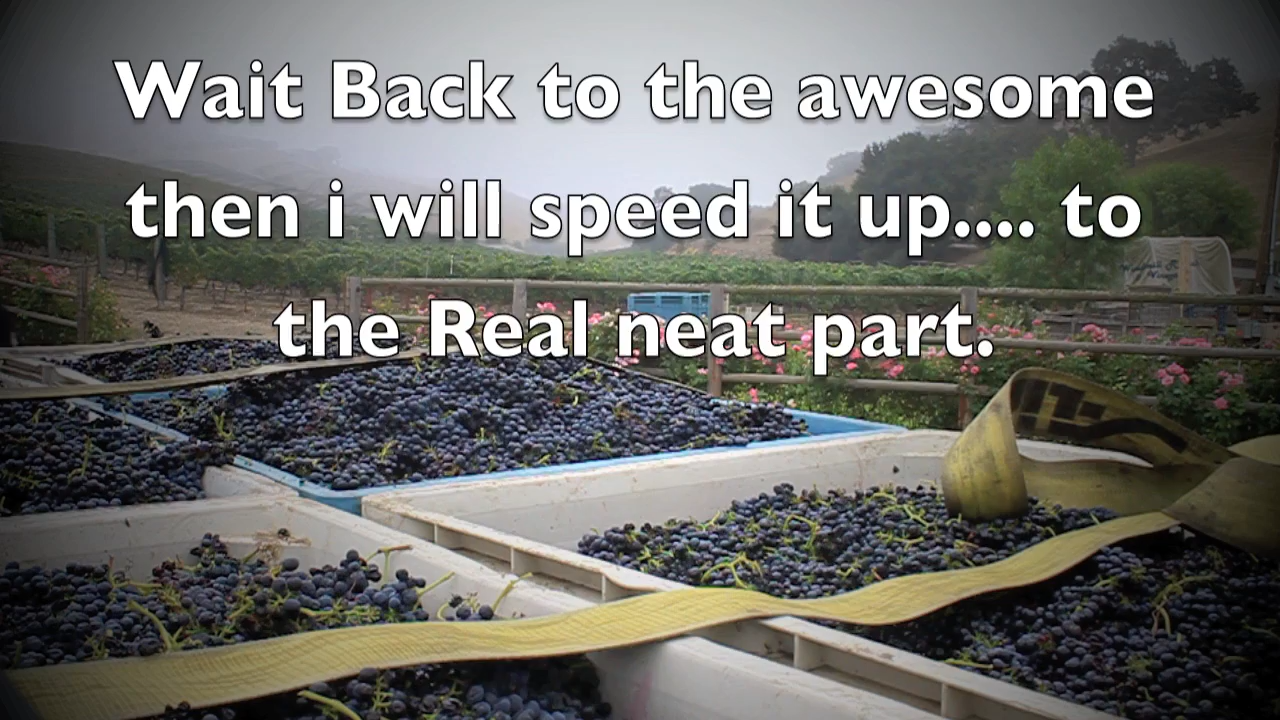 Wait Back to the awesome
then i will speed it up.... to
the Real neat part.